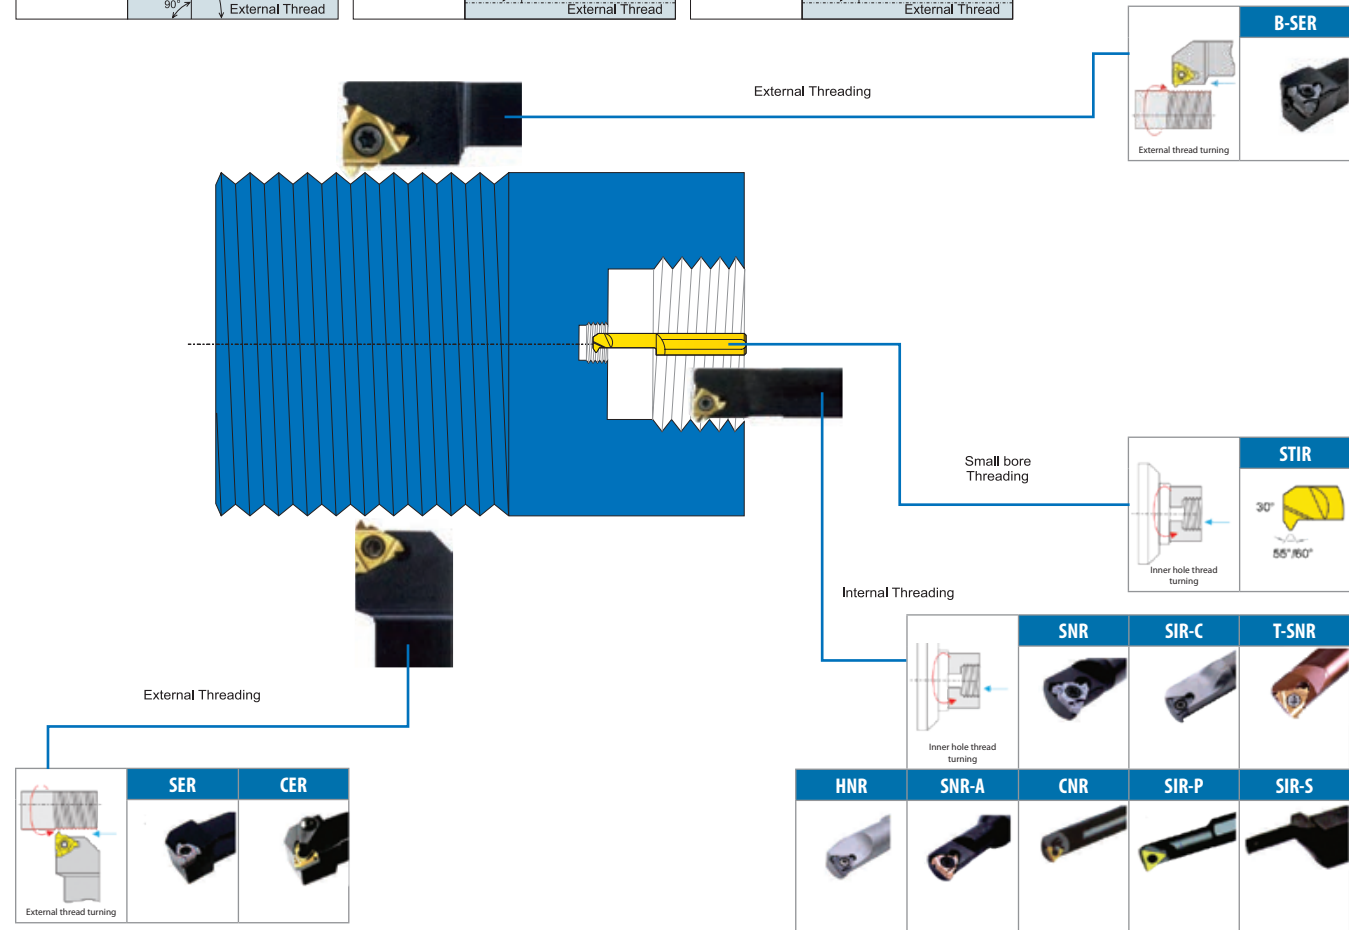 90°
External Thread
External Thread
External Thread
B-SER
External Threading
External thread turning
STIR
Small bore
Threading
30°
55°/60°
Inner hole thread
turning
Internal Threading
SNR
SIR-C
T-SNR
Inner hole thread
turning
External Threading
SER
CER
External thread turning
HNR
SNR-A
CNR
SIR-P
SIR-S